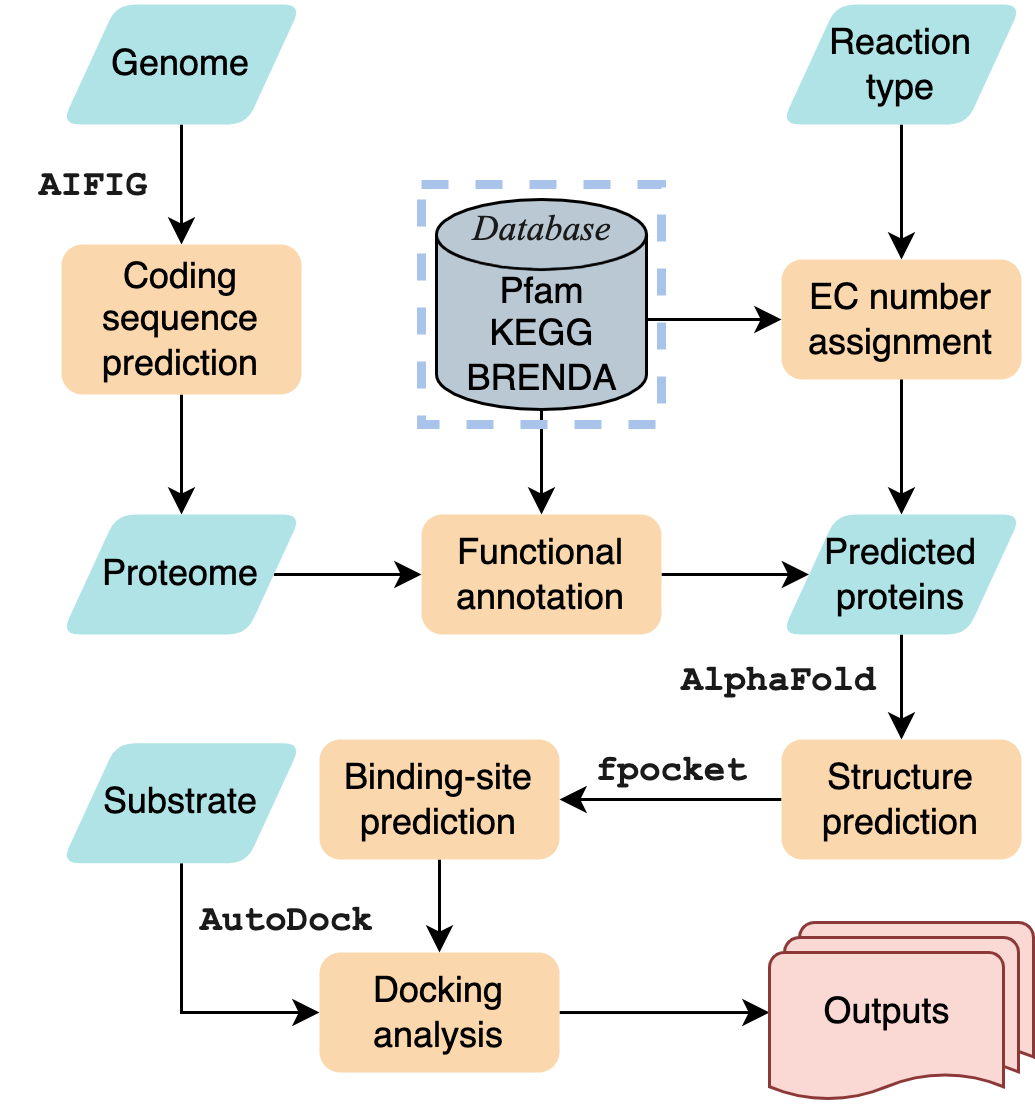 Genome
Reaction
type
AIFIG
Database
Pfam
KEGG
BRENDA
Coding
sequence
prediction
EC number
assignment
Proteome
Functional
annotation
Predicted
proteins
AlphaFold
Substrate
Binding-site
prediction
fpocket
Structure
prediction
AutoDock
Docking
analysis
Outputs